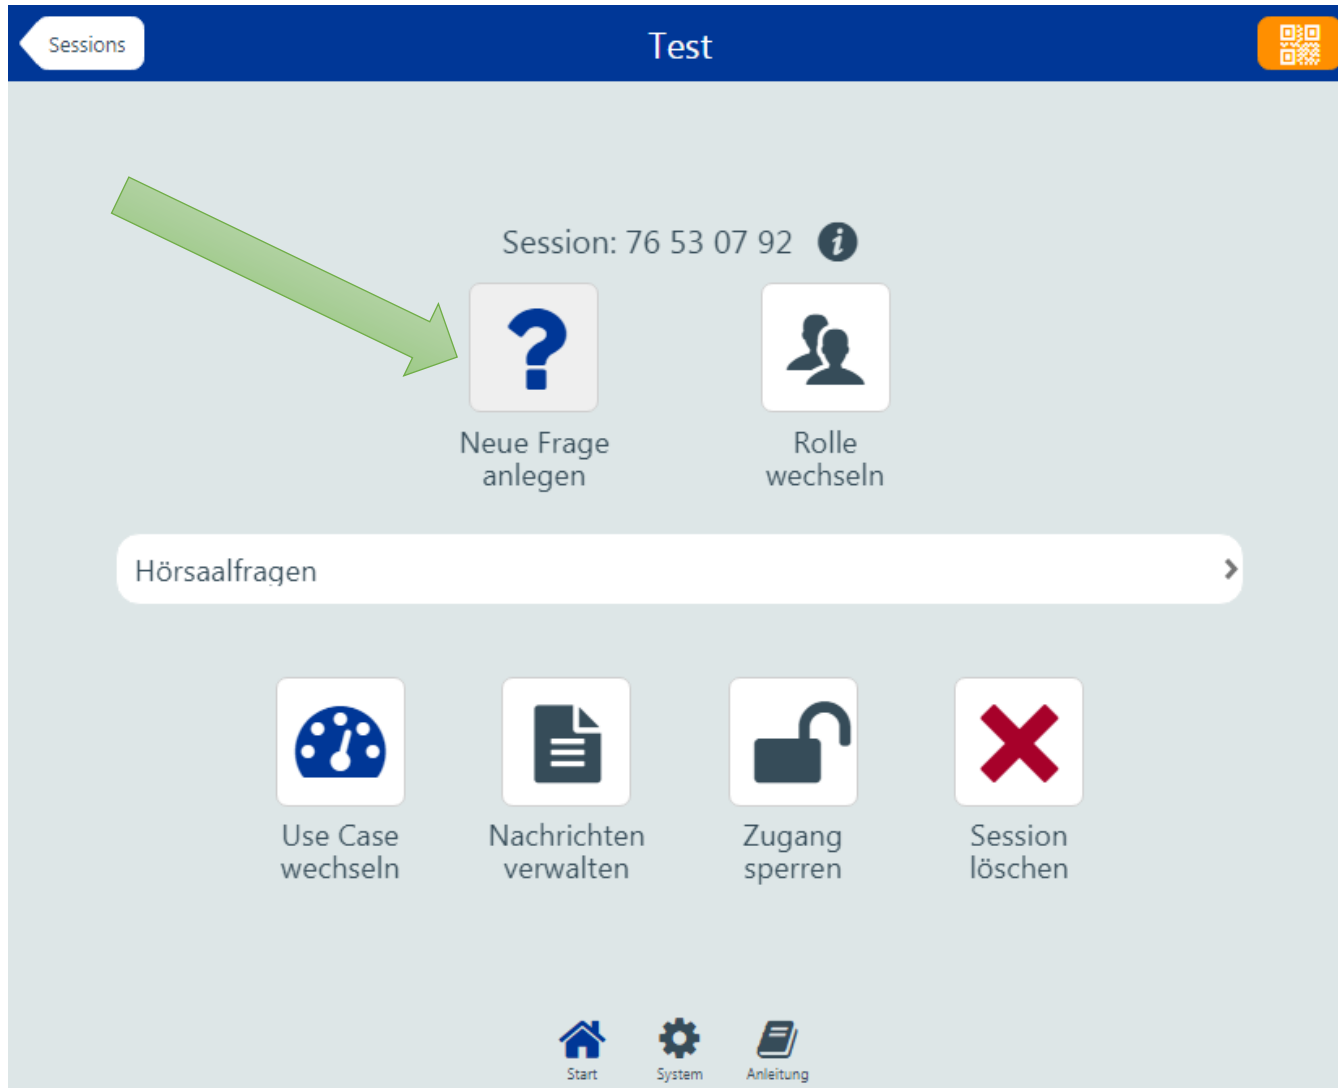 Sessions
Test
Session: 76 53 07 92
Neue Frage
anlegen
Rolle
wechseln
Hörsaalfragen
Use Case
wechseln
Nachrichten
verwalten
Zugang
sperren
Session
löschen
Start
System
Anleitung